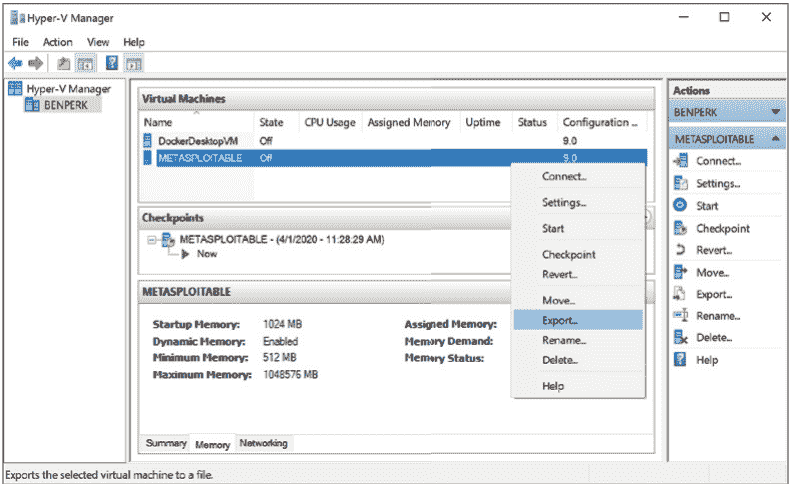 Hyper-V Manager
File Action View Help
Hyper-V Manager
BENPERK
Virtual Machines
Name State CPU Usage Assigned Memory Uptime Status Configuration ...
DockerDesktopVM Off 9.0
METASPLOITABLE Off 9.0
Checkpoints
METASPLOITABLE - (4/1/2020 - 11:28:29 AM)
Now
METASPLOITABLE
Startup Memory: 1024 MB Assigned Memory:
Dynamic Memory: Enabled Memory Demand:
Minimum Memory: 512 MB Memory Status:
Maximum Memory: 1048576 MB
Summary Memory Networking
Connect...
Settings...
Start
Checkpoint
Revert...
Move...
Export...
Rename...
Delete...
Help
Actions
BENPERK
METASPLOITABLE
Connect...
Settings...
Start
Checkpoint
Revert...
Move...
Export...
Rename...
Delete...
Help
Exports the selected virtual machine to a file.